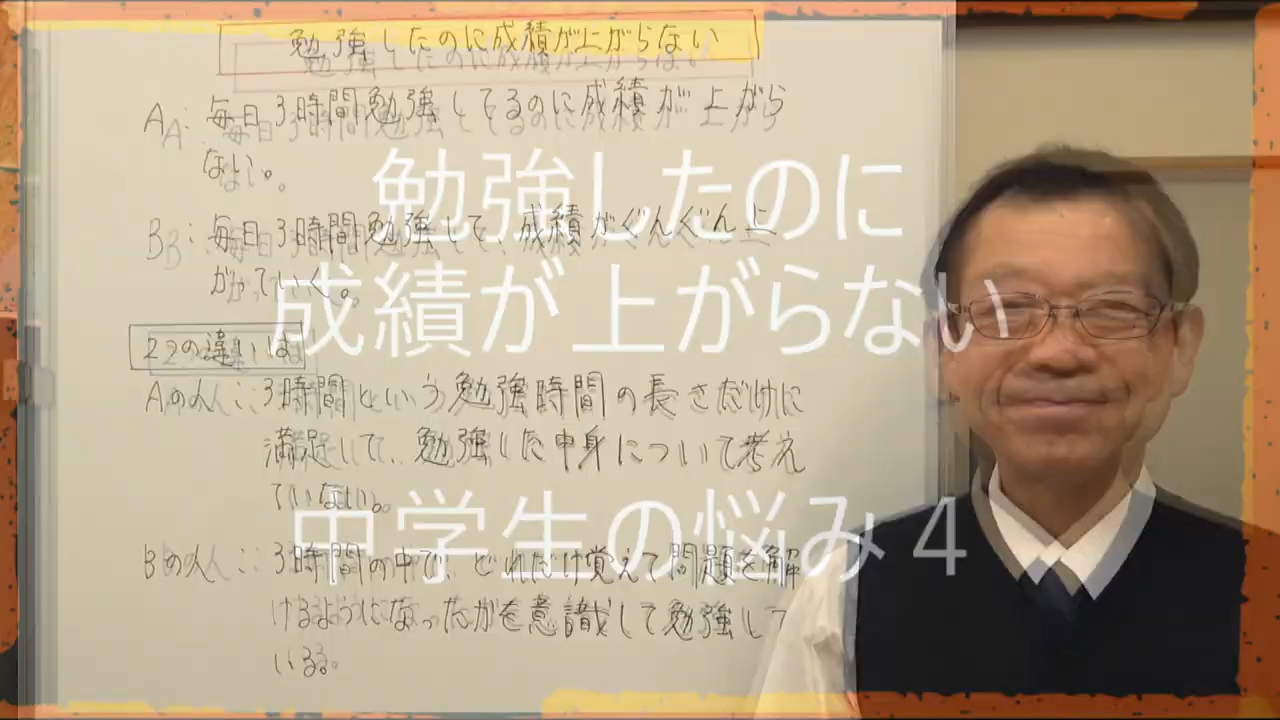 勉強したのに成績が上がらない
A: 毎日3時間勉強してるのに成績が上がら
ない。
B: 毎日3時間勉強して、成績がぐんぐん上
がっていく。
2つの違いは
Aの人: 3時間という勉強時間の長さだけに
満足して、勉強した中身について考え
ていない。
Bの人: 3時間の中で、どれだけ覚えて問題を解
けるようになったかを意識して勉強して
いる。
勉強したのに
成績が上がらない
中学生の悩み4